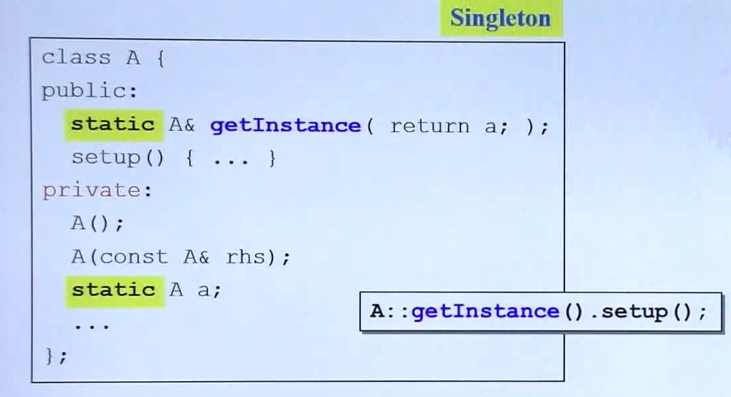 Singleton
class A {
public:
static A& getInstance( return a; );
setup() { ... }
private:
A();
A(const A& rhs);
static A a;
...
};
A::getInstance().setup();